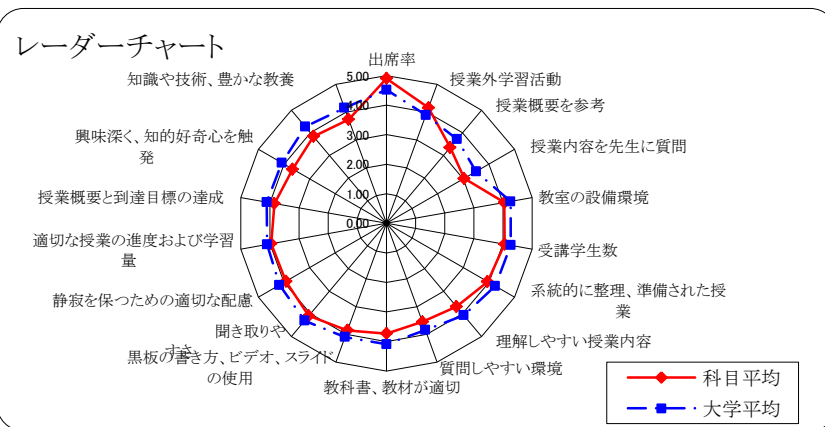 レーダーチャート
出席率
授業外学習活動
授業概要を参考
授業内容を先生に質問
教室の設備環境
受講学生数
系統的に整理、準備された授
業
理解しやすい授業内容
質問しやすい環境
教科書、教材が適切
黒板の書き方、ビデオ、スライド
の使用
聞き取りや
すさ
静寂を保つための適切な配慮
適切な授業の進度および学習
量
授業概要と到達目標の達成
興味深く、知的好奇心を触
発
知識や技術、豊かな教養
5.00
4.00
3.00
2.00
1.00
0.00
科目平均
大学平均